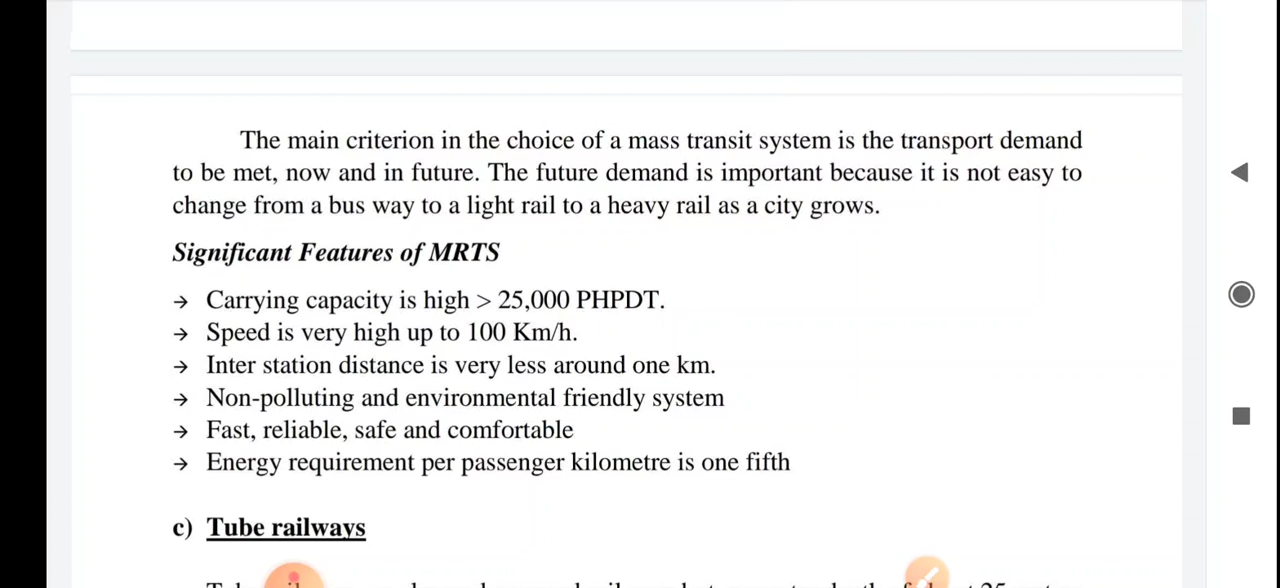 The main criterion in the choice of a mass transit system is the transport demand
to be met, now and in future. The future demand is important because it is not easy to
change from a bus way to a light rail to a heavy rail as a city grows.
Significant Features of MRTS
→ Carrying capacity is high > 25,000 PHPDT.
→ Speed is very high up to 100 Km/h.
→ Inter station distance is very less around one km.
→ Non-polluting and environmental friendly system
→ Fast, reliable, safe and comfortable
→ Energy requirement per passenger kilometre is one fifth
c) Tube railways